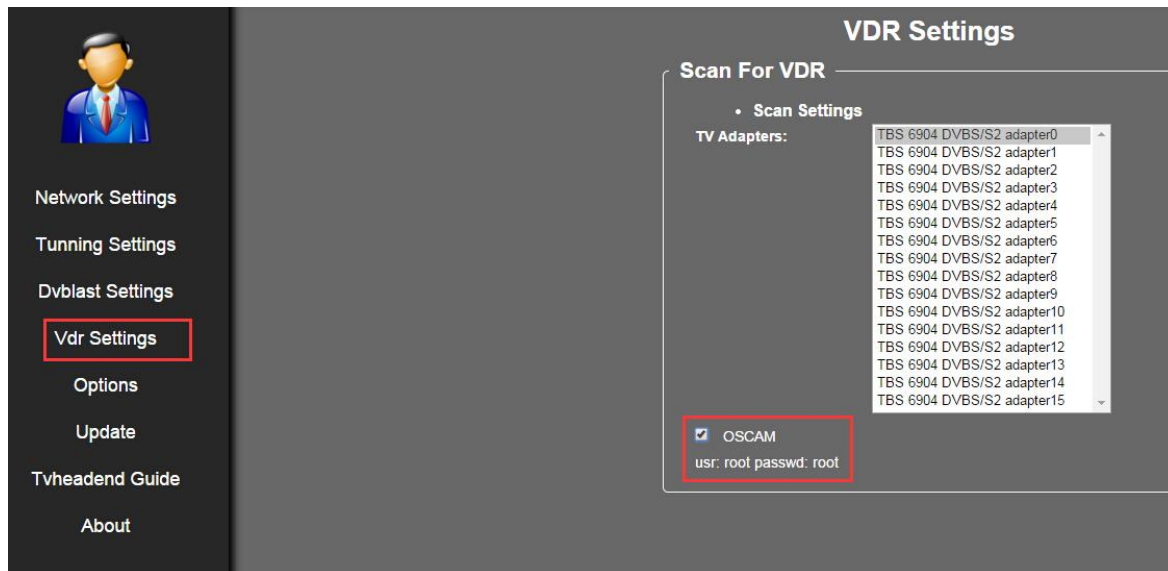 Network Settings
Tunning Settings
Dvblast Settings
Vdr Settings
Options
Update
Tvheadend Guide
About
VDR Settings
Scan For VDR
• Scan Settings
TV Adapters:
TBS 6904 DVBS/S2 adapter0
TBS 6904 DVBS/S2 adapter1
TBS 6904 DVBS/S2 adapter2
TBS 6904 DVBS/S2 adapter3
TBS 6904 DVBS/S2 adapter4
TBS 6904 DVBS/S2 adapter5
TBS 6904 DVBS/S2 adapter6
TBS 6904 DVBS/S2 adapter7
TBS 6904 DVBS/S2 adapter8
TBS 6904 DVBS/S2 adapter9
TBS 6904 DVBS/S2 adapter10
TBS 6904 DVBS/S2 adapter11
TBS 6904 DVBS/S2 adapter12
TBS 6904 DVBS/S2 adapter13
TBS 6904 DVBS/S2 adapter14
TBS 6904 DVBS/S2 adapter15
OSCAM
usr: root passwd: root